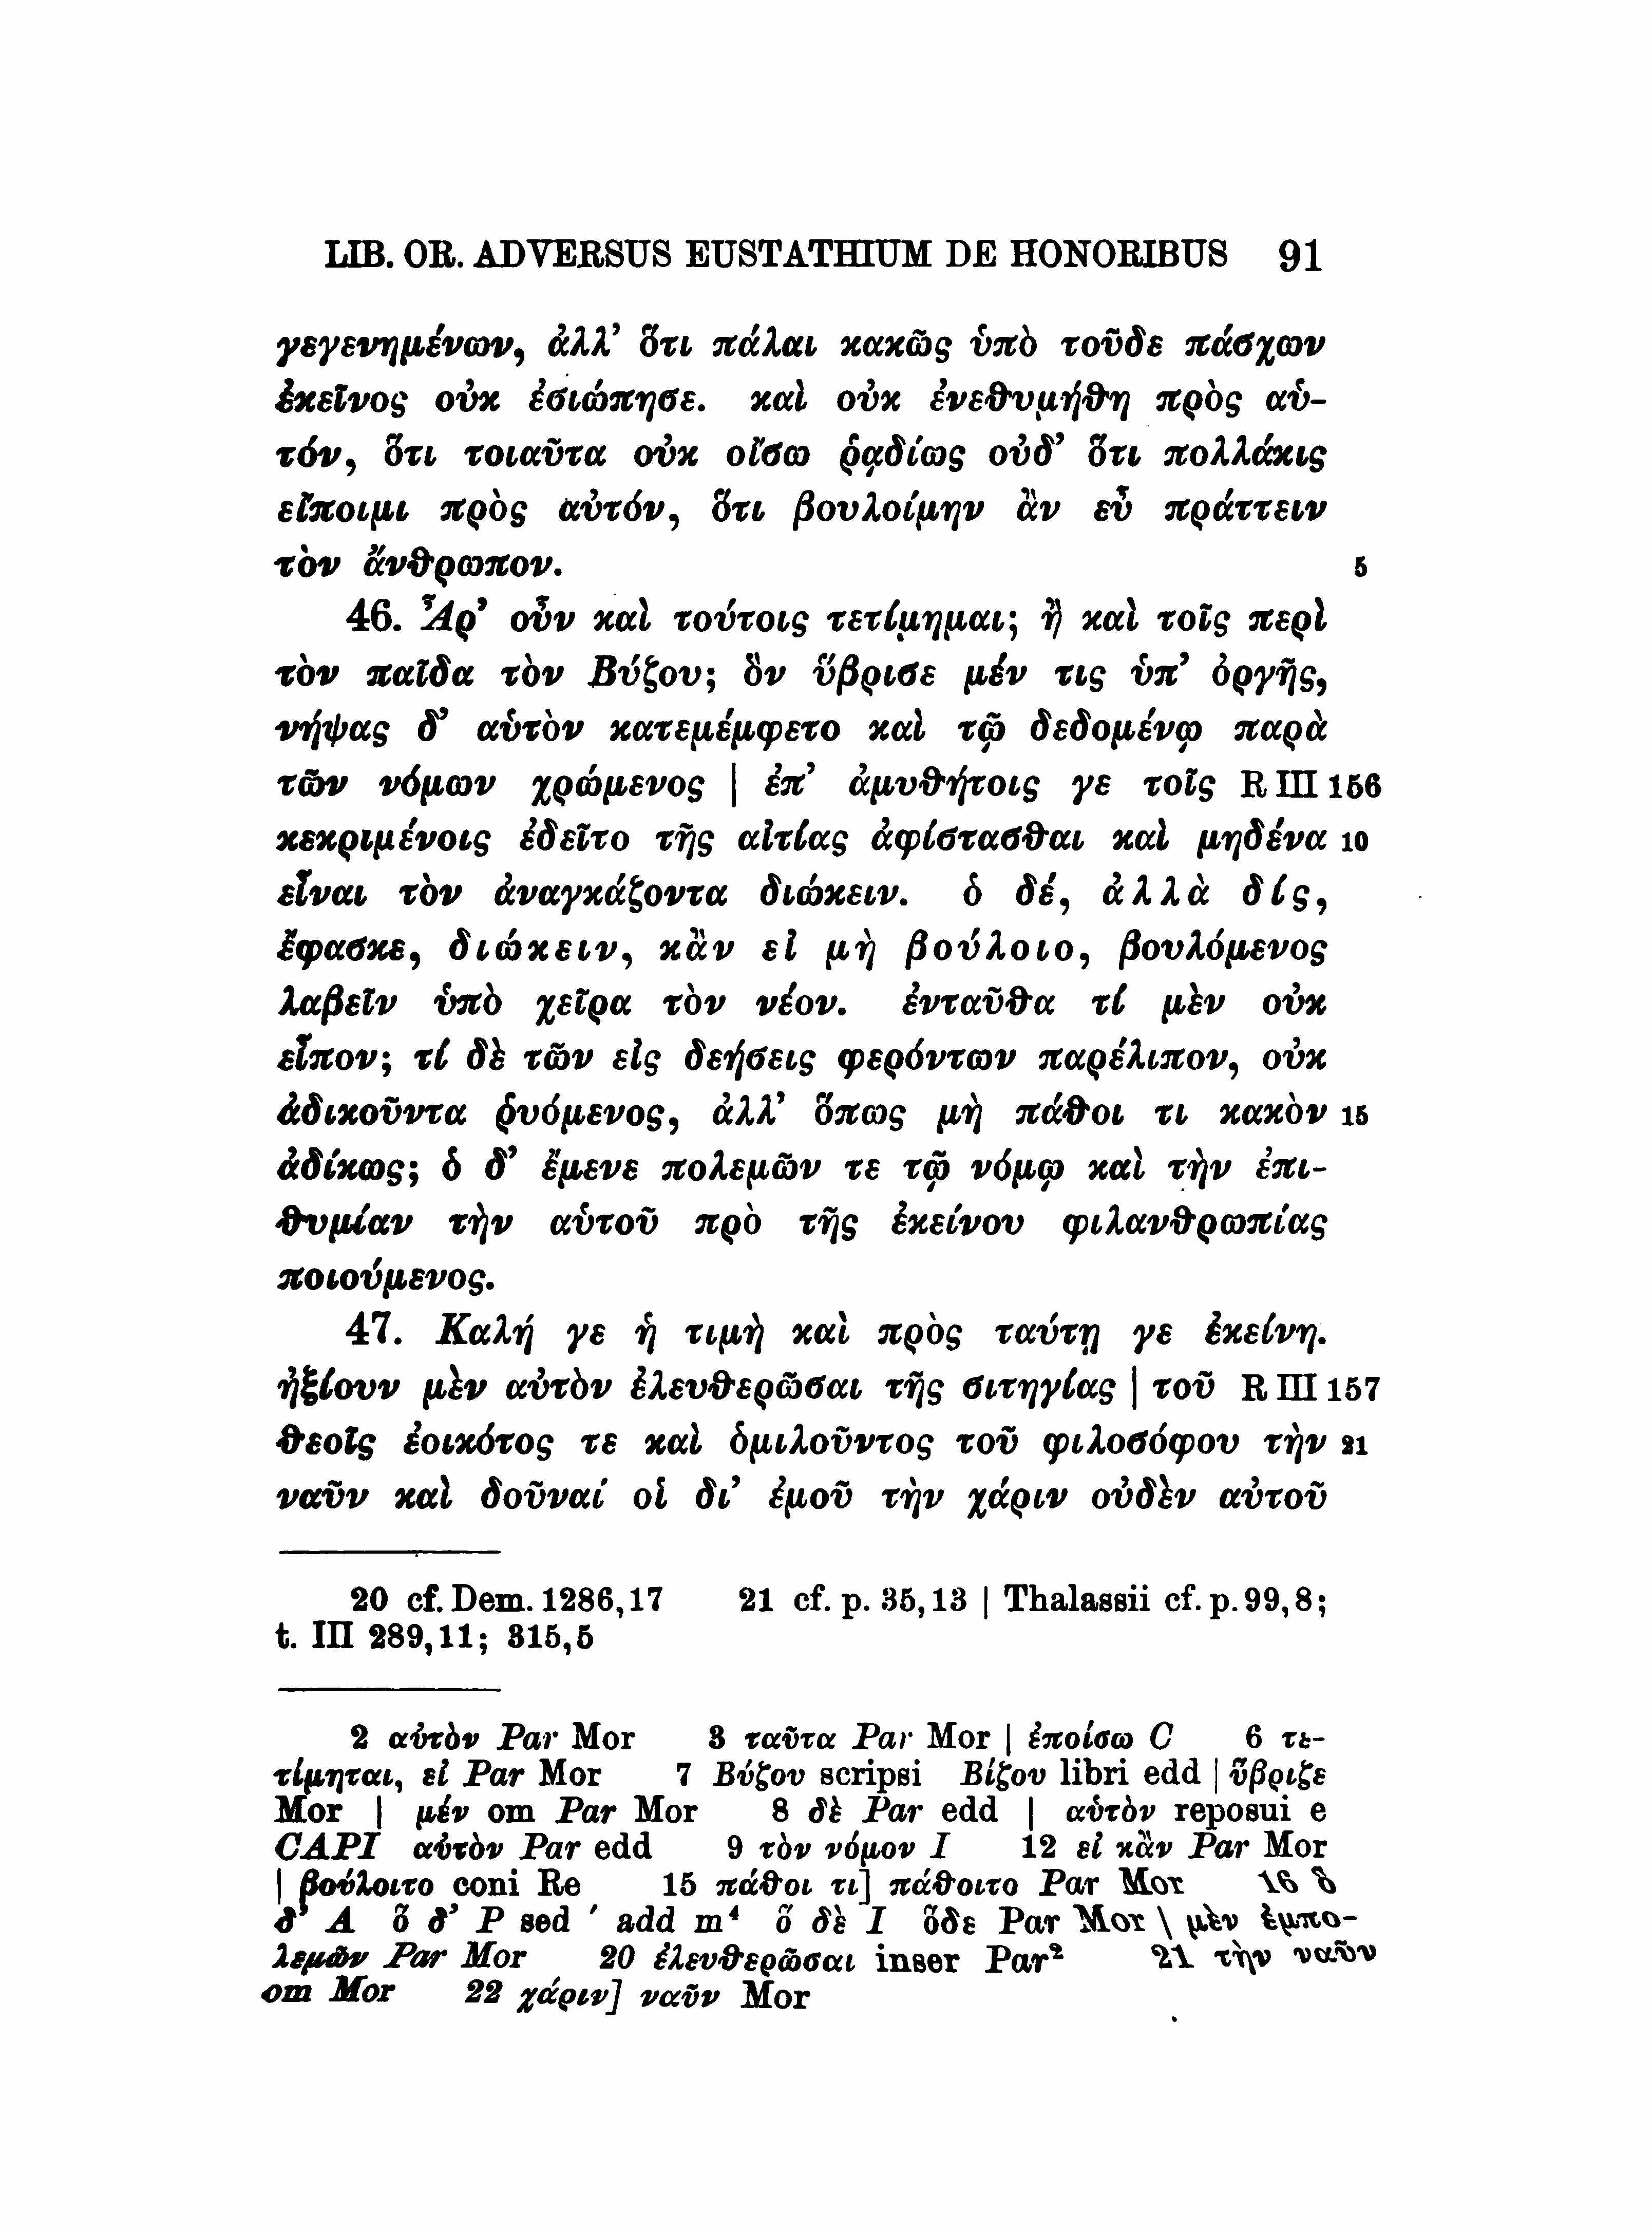 LIB. OR. ADVERSUS EUSTATHIUM DE HONORIBUS 91
γεγενημένων, ἀλλ’ ὅτι πάλαι κακῶς ὑπὸ τοῦδε πάσχων
ἐκεῖνος οὐκ ἐσιώπησε. καὶ οὐκ ἐνεθυμήθη πρὸς αὑ-
τόν, ὅτι τοιαῦτα οὐκ οἴσω ῥᾳδίως οὐδ’ ὅτι πολλάκις
εἴποιμι πρὸς αὐτόν, ὅτι βουλοίμην ἂν εὖ πράττειν
τὸν ἄνθρωπον. 5
46. Ἆρ’ οὖν καὶ τούτοις τετίμημαι; ἢ καὶ τοῖς περὶ
τὸν παῖδα τὸν Βύζου; ὃν ὕβρισε μέν τις ὑπ’ ὀργῆς,
νήψας δ’ αὑτὸν κατεμέμφετο καὶ τῷ δεδομένῳ παρὰ
τῶν νόμων χρώμενος | ἐπ’ ἀμυθήτοις γε τοῖς R III 156
κεκριμένοις ἐδεῖτο τῆς αἰτίας ἀφίστασθαι καὶ μηδένα 10
εἶναι τὸν ἀναγκάζοντα διώκειν. ὁ δέ, ἀλλὰ δίς,
ἔφασκε, διώκειν, κἂν εἰ μὴ βούλοιο, βουλόμενος
λαβεῖν ὑπὸ χεῖρα τὸν νέον. ἐνταῦθα τί μὲν οὐκ
εἶπον; τί δὲ τῶν εἰς δεήσεις φερόντων παρέλιπον, οὐκ
ἀδικοῦντα ῥυόμενος, ἀλλ’ ὅπως μὴ πάθοι τι κακὸν 15
ἀδίκως; ὁ δ’ ἔμενε πολεμῶν τε τῷ νόμῳ καὶ τὴν ἐπι-
θυμίαν τὴν αὑτοῦ πρὸ τῆς ἐκείνου φιλανθρωπίας
ποιούμενος.
47. Καλή γε ἡ τιμὴ καὶ πρὸς ταύτῃ γε ἐκείνη.
ἠξίουν μὲν αὐτὸν ἐλευθερῶσαι τῆς σιτηγίας | τοῦ R III 157
θεοῖς ἐοικότος τε καὶ ὁμιλοῦντος τοῦ φιλοσόφου τὴν 21
ναῦν καὶ δοῦναί οἱ δι’ ἐμοῦ τὴν χάριν οὐδὲν αὐτοῦ
20 cf. Dem. 1286,17 21 cf. p. 35,13 | Thalassii cf. p. 99,8;
t. III 289,11; 315,5
2 αὐτὸν Par Mor 3 ταῦτα Par Mor | ἐποίσω C 6 τε-
τίμηται, εἰ Par Mor 7 Βύζου scripsi Βίζου libri edd | ὕβριζε
Mor | μέν om Par Mor 8 δὲ Par edd | αὑτὸν reposui e
CAPI αὐτὸν Par edd 9 τὸν νόμον I 12 εἰ κἂν Par Mor
| βούλοιτο coni Re 15 πάθοι τι] πάθοιτο Par Mor 16 ὃ
δ’ A ὅ δ’ P sed ′ add m⁴ ὅ δὲ I ὅδε Par Mor \ μὲν ἐμπο-
λεμῶν Par Mor 20 ἐλευθερῶσαι inser Par² 21 τὴν ναῦν
om Mor 22 χάριν] ναῦν Mor